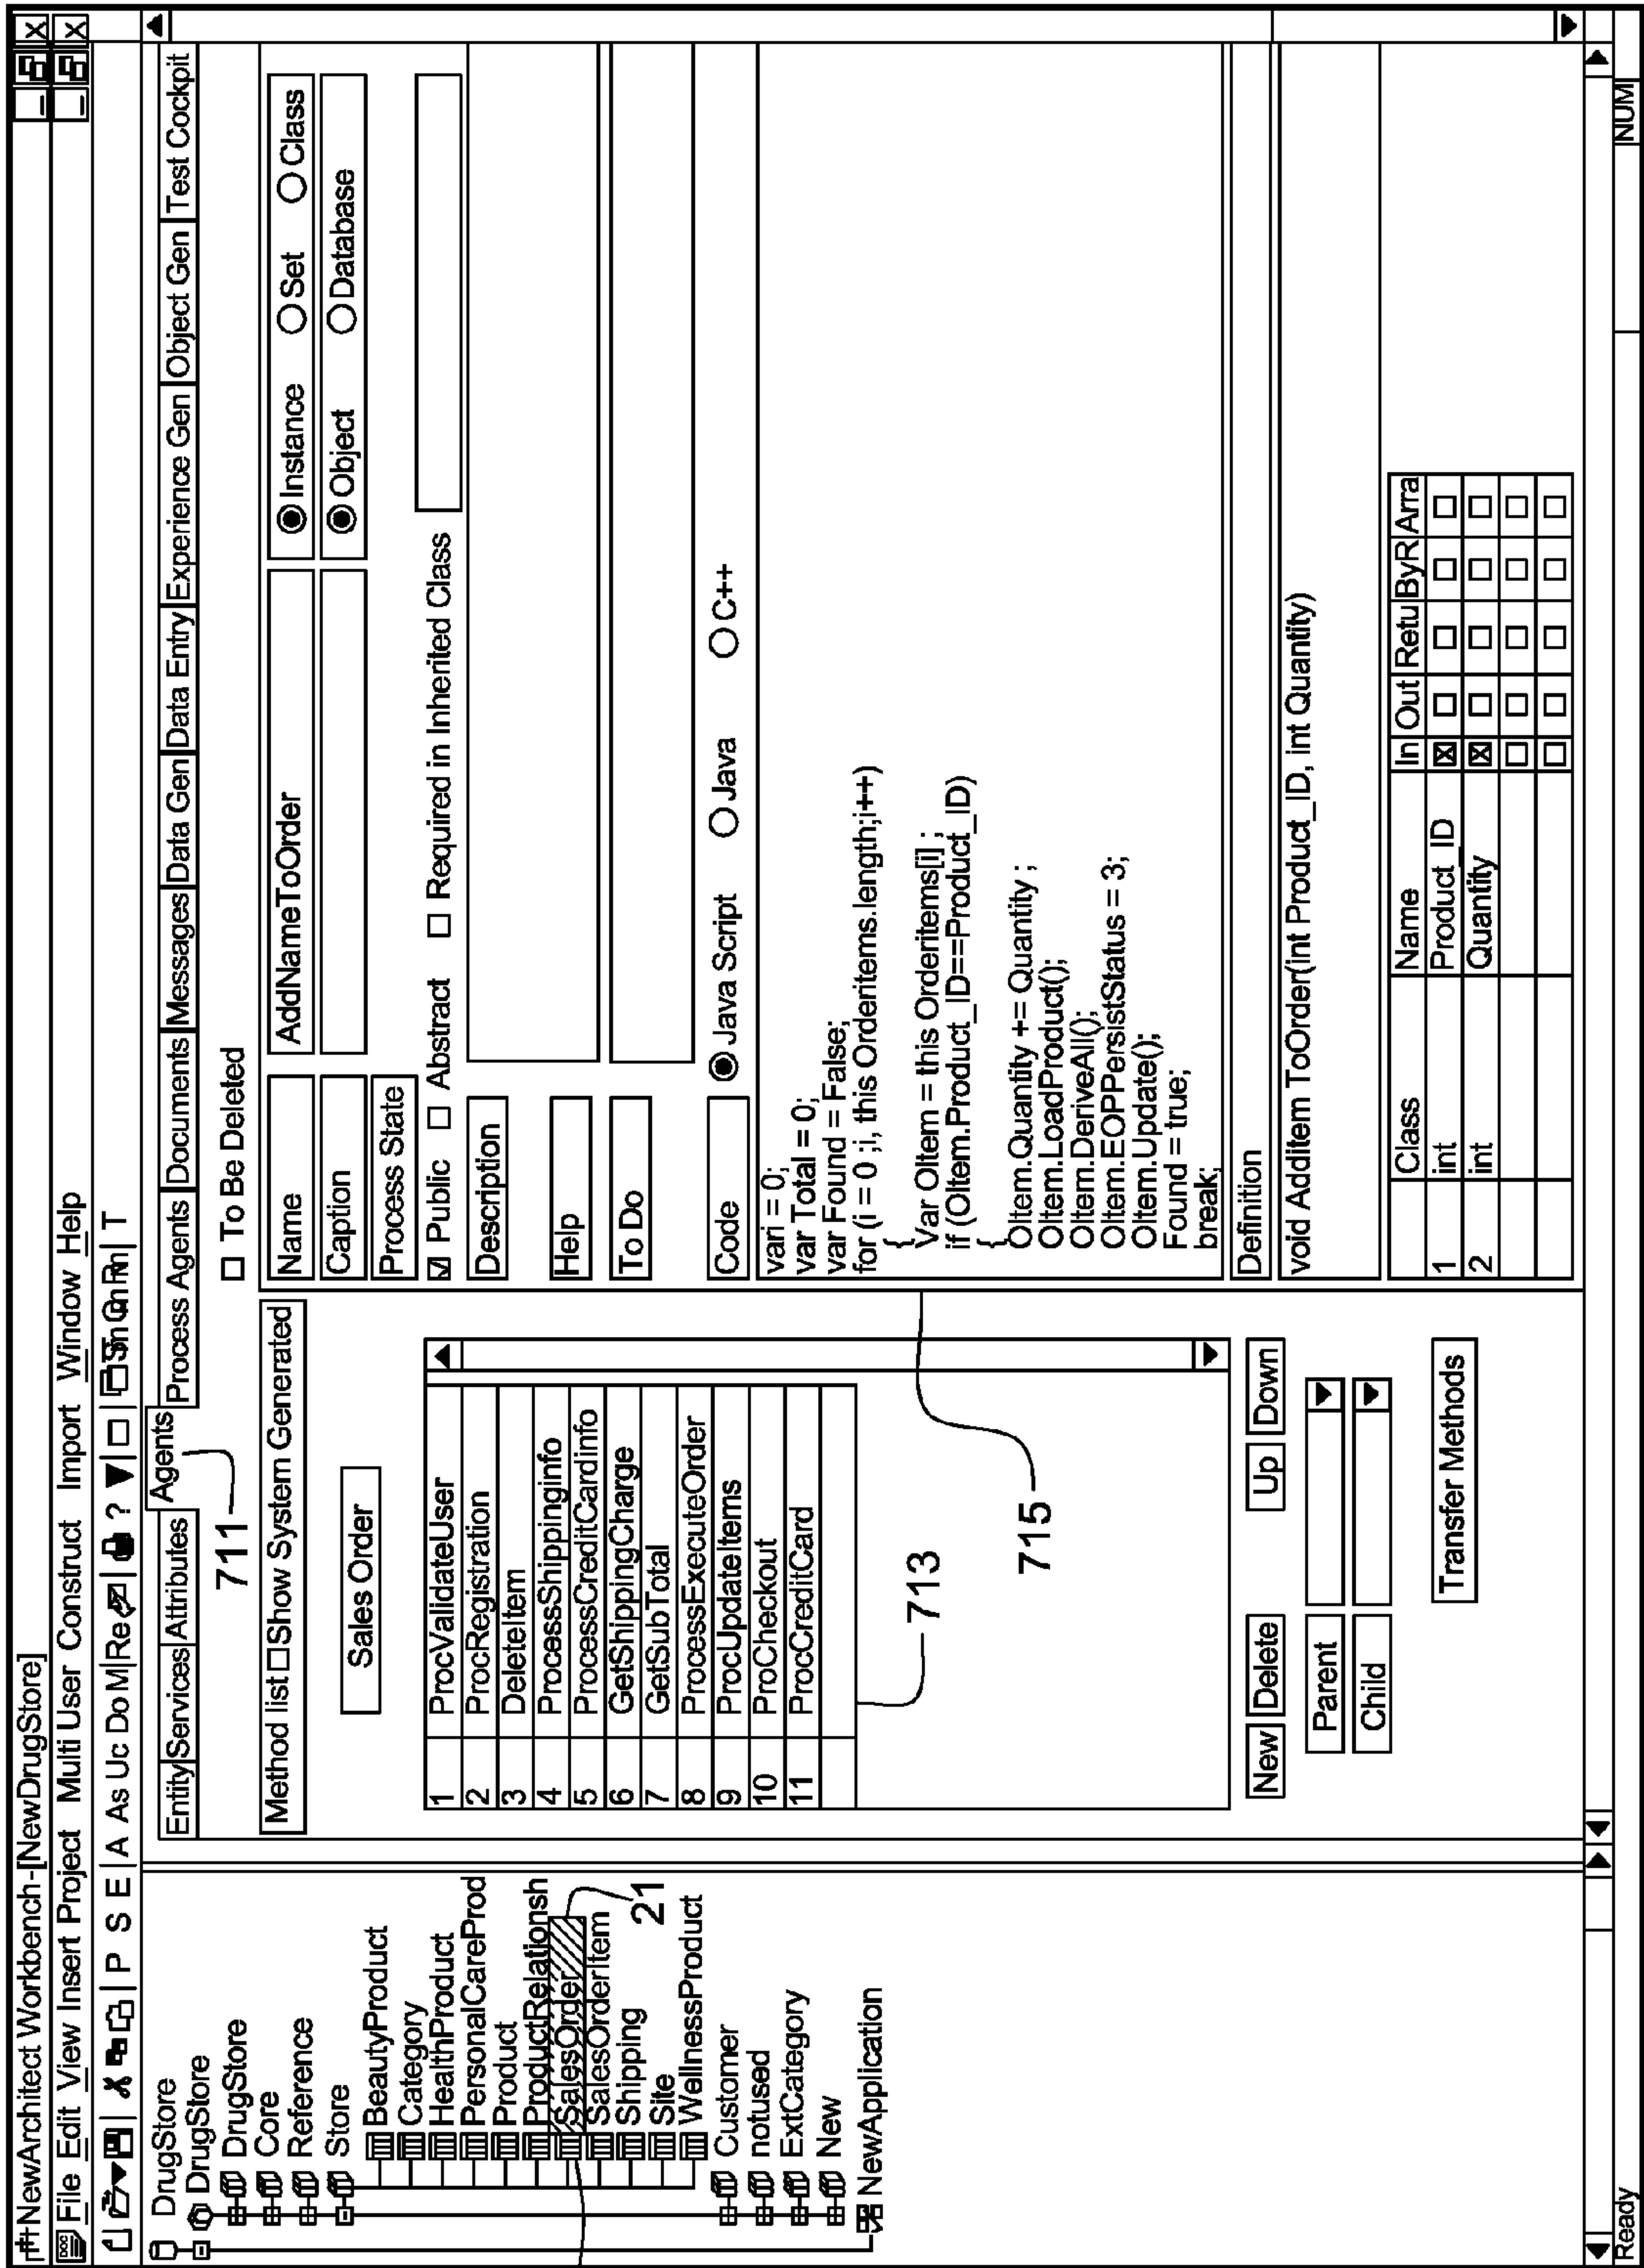 NewArchitect Workbench-[NewDrugStore]
File Edit View Insert Project Multi User Construct Import Window Help
P S E A As Uc Do M Re ? T
DrugStore
DrugStore
DrugStore
Core
Reference
Store
BeautyProduct
Category
HealthProduct
PersonalCareProd
Product
ProductRelationsh
SalesOrder
SalesOrderItem
Shipping
Site
WellnessProduct
21
Customer
notused
ExtCategory
New
NewApplication
Entity Services Attributes Agents Process Agents Documents Messages Data Gen Data Entry Experience Gen Object Gen Test Cockpit
711
Method list Show System Generated
Sales Order
1 ProcValidateUser
2 ProcRegistration
3 DeleteItem
4 ProcessShippinginfo
5 ProcessCreditCardinfo
6 GetShippingCharge
7 GetSubTotal
8 ProcessExecuteOrder
9 ProcUpdateItems
10 ProCheckout
11 ProcCreditCard
713
715
New Delete Up Down
Parent
Child
Transfer Methods
To Be Deleted
Name AddNameToOrder Instance Set Class
Caption Object Database
Process State
Public Abstract Required in Inherited Class
Description
Help
To Do
Code Java Script Java C++
vari = 0;
var Total = 0;
var Found = False;
for (i = 0 ;i, this Orderitems.length;i++)
{
Var OItem = this Orderitems[i] ;
if (OItem.Product_ID==Product_ID)
{
OItem.Quantity += Quantity ;
OItem.LoadProduct();
OItem.DeriveAll();
OItem.EOPPersistStatus = 3;
OItem.Update();
Found = true;
break;
Definition
void Additem ToOrder(int Product_ID, int Quantity)
Class Name In Out Retu ByR Arra
1 int Product_ID
2 int Quantity
Ready NUM